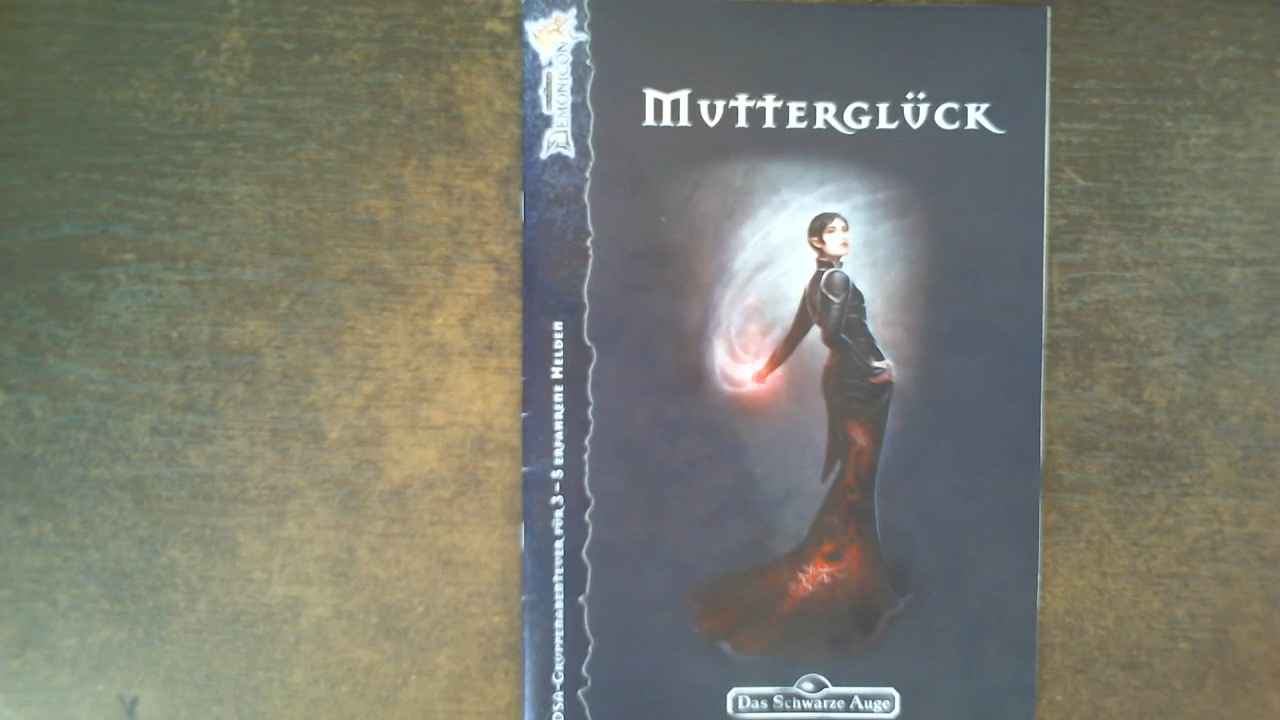 Mutterglück
Demonicon
DSA-Gruppenabenteuer für 3 – 5 erfahrene Helden
Das Schwarze Auge